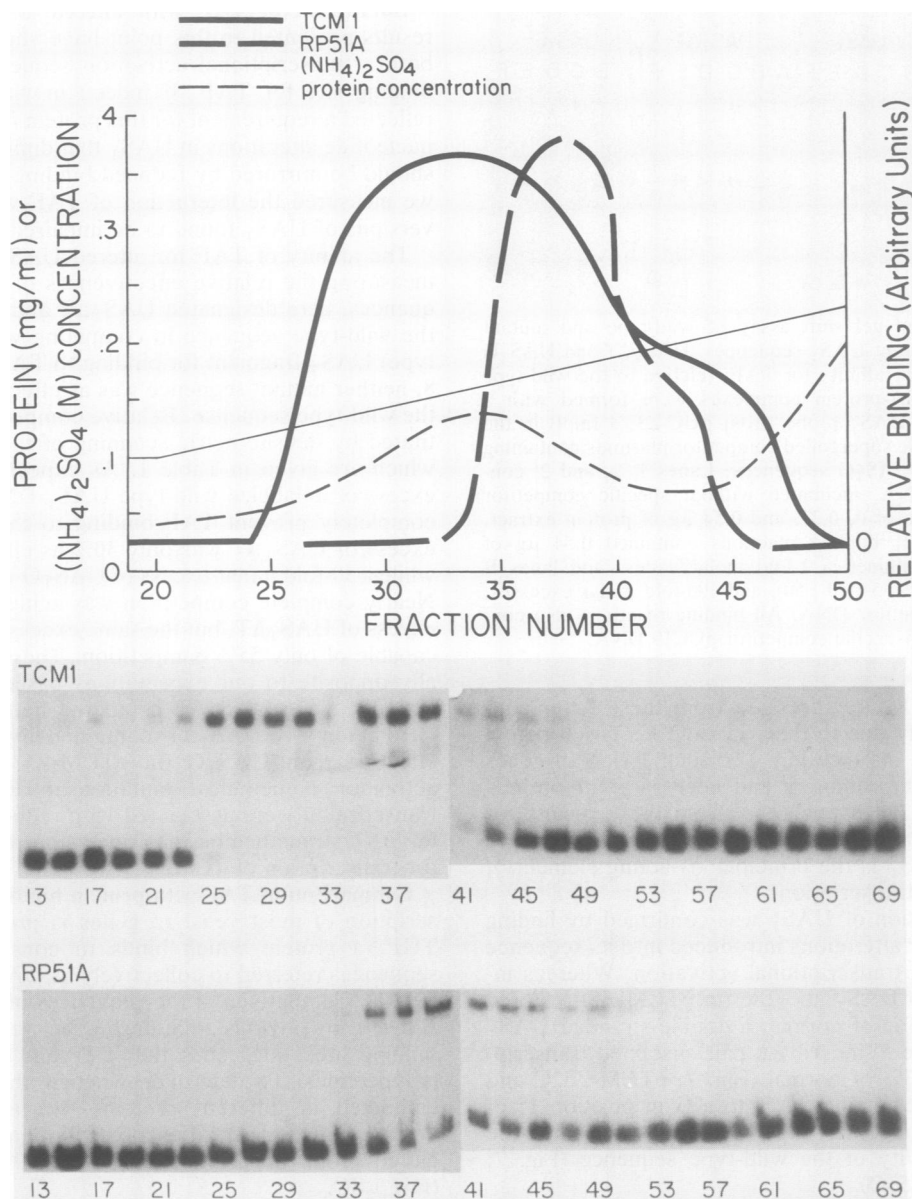 TCM 1
RP51A
(NH4)2SO4
protein concentration
PROTEIN (mg/ml) or
(NH4)2SO4 (M) CONCENTRATION
.4
.3
.2
.1
0
20 25 30 35 40 45 50
FRACTION NUMBER
0
RELATIVE BINDING (Arbitrary Units)
TCM1
13 17 21 25 29 33 37 41 45 49 53 57 61 65 69
RP51A
13 17 21 25 29 33 37 41 45 49 53 57 61 65 69